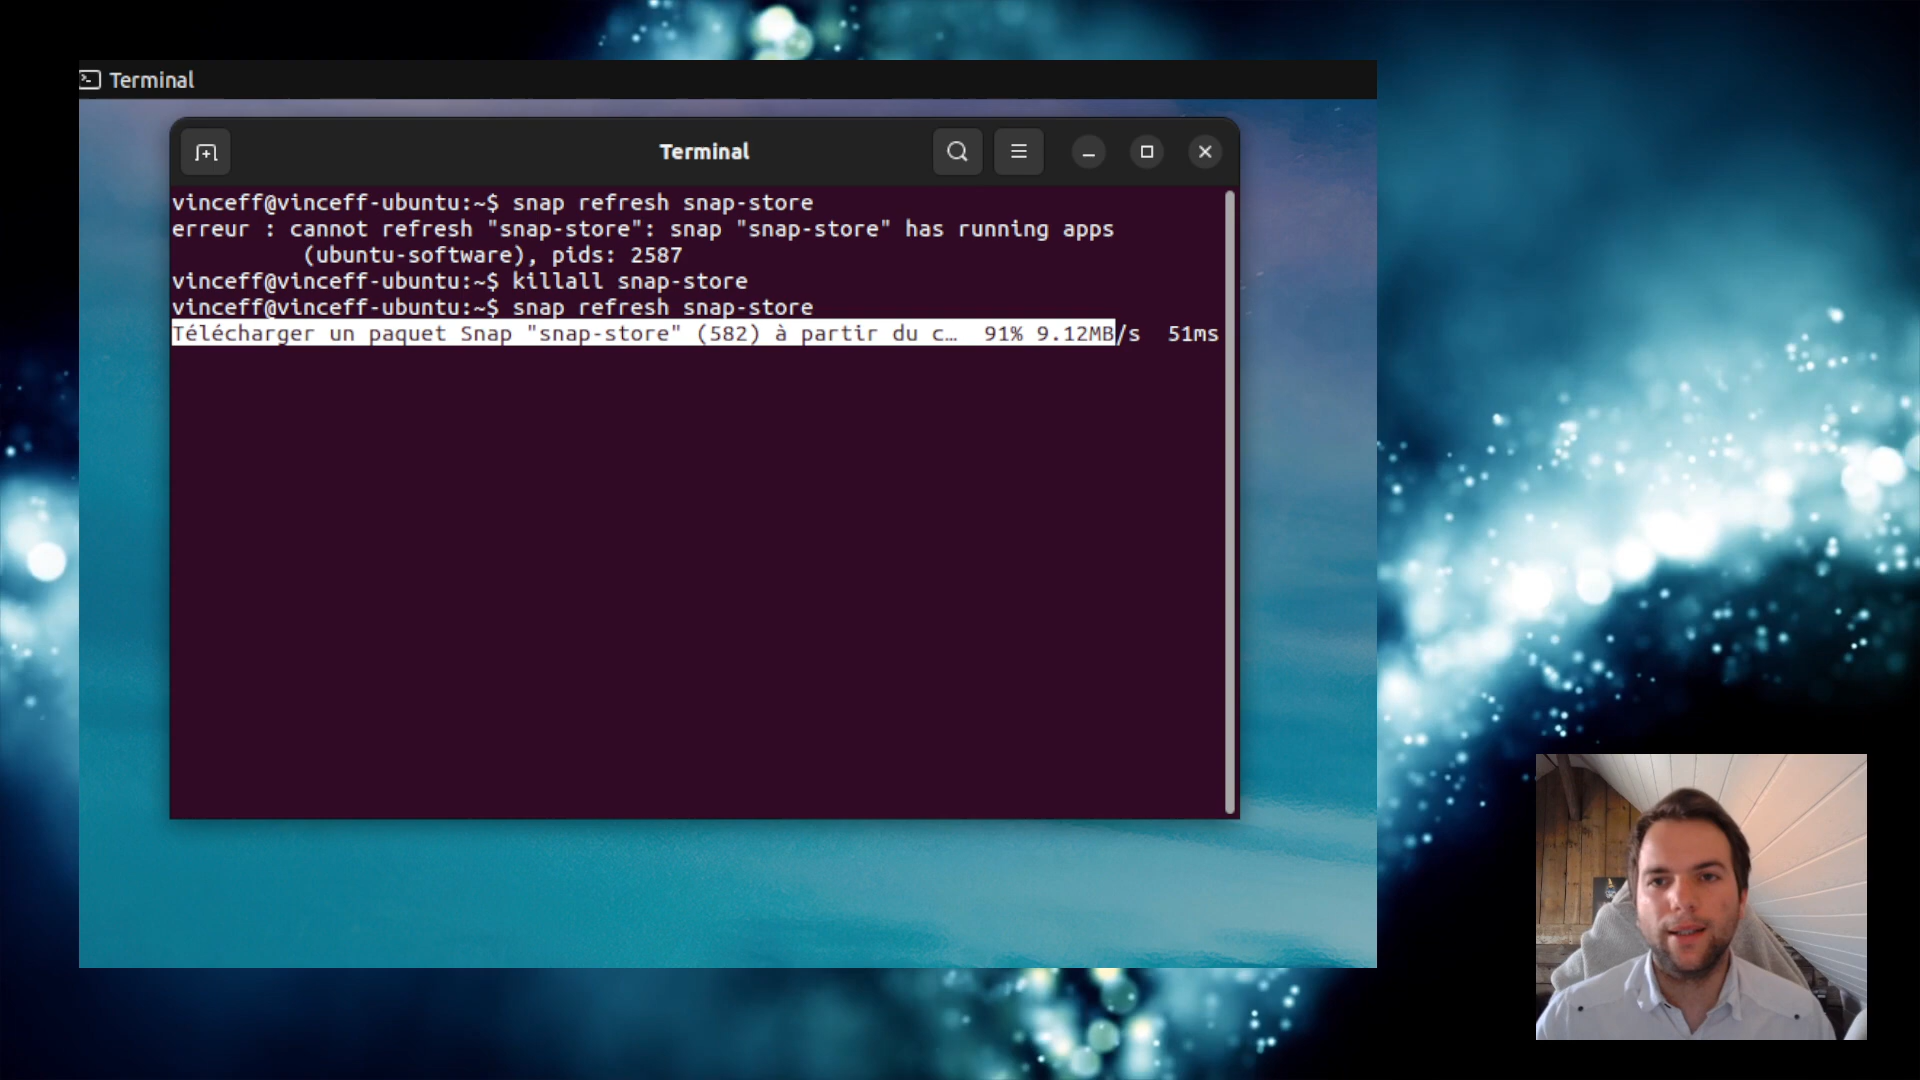 Terminal
Terminal
vinceff@vinceff-ubuntu:~$ snap refresh snap-store
erreur : cannot refresh "snap-store": snap "snap-store" has running apps
(ubuntu-software), pids: 2587
vinceff@vinceff-ubuntu:~$ killall snap-store
vinceff@vinceff-ubuntu:~$ snap refresh snap-store
Télécharger un paquet Snap "snap-store" (582) à partir du c… 91% 9.12MB/s 51ms